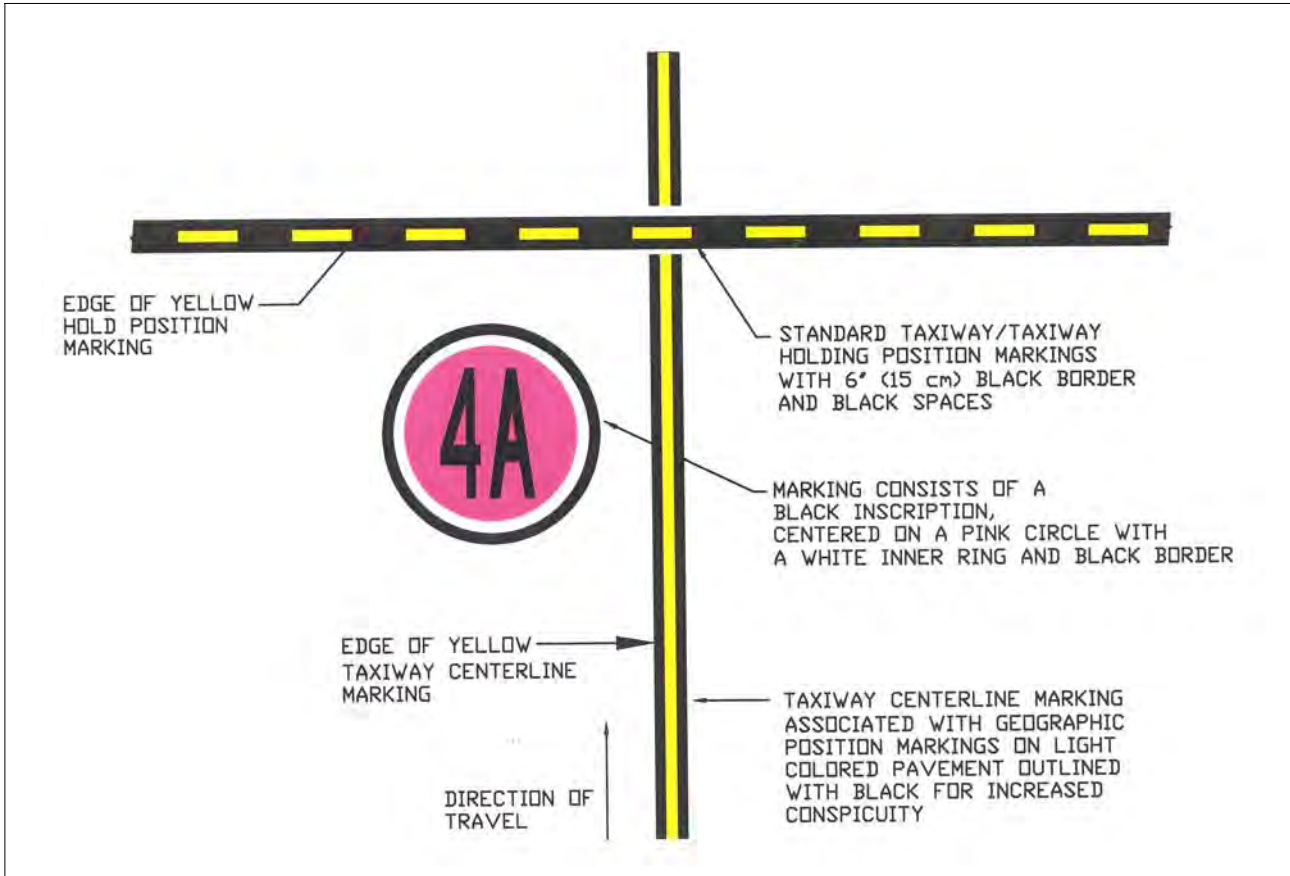 EDGE OF YELLOW
HOLD POSITION
MARKING
STANDARD TAXIWAY/TAXIWAY
HOLDING POSITION MARKINGS
WITH 6" (15 cm) BLACK BORDER
AND BLACK SPACES
4A
MARKING CONSISTS OF A
BLACK INSCRIPTION,
CENTERED ON A PINK CIRCLE WITH
A WHITE INNER RING AND BLACK BORDER
EDGE OF YELLOW
TAXIWAY CENTERLINE
MARKING
TAXIWAY CENTERLINE MARKING
ASSOCIATED WITH GEOGRAPHIC
POSITION MARKINGS ON LIGHT
COLORED PAVEMENT OUTLINED
WITH BLACK FOR INCREASED
CONSPICUITY
DIRECTION OF
TRAVEL